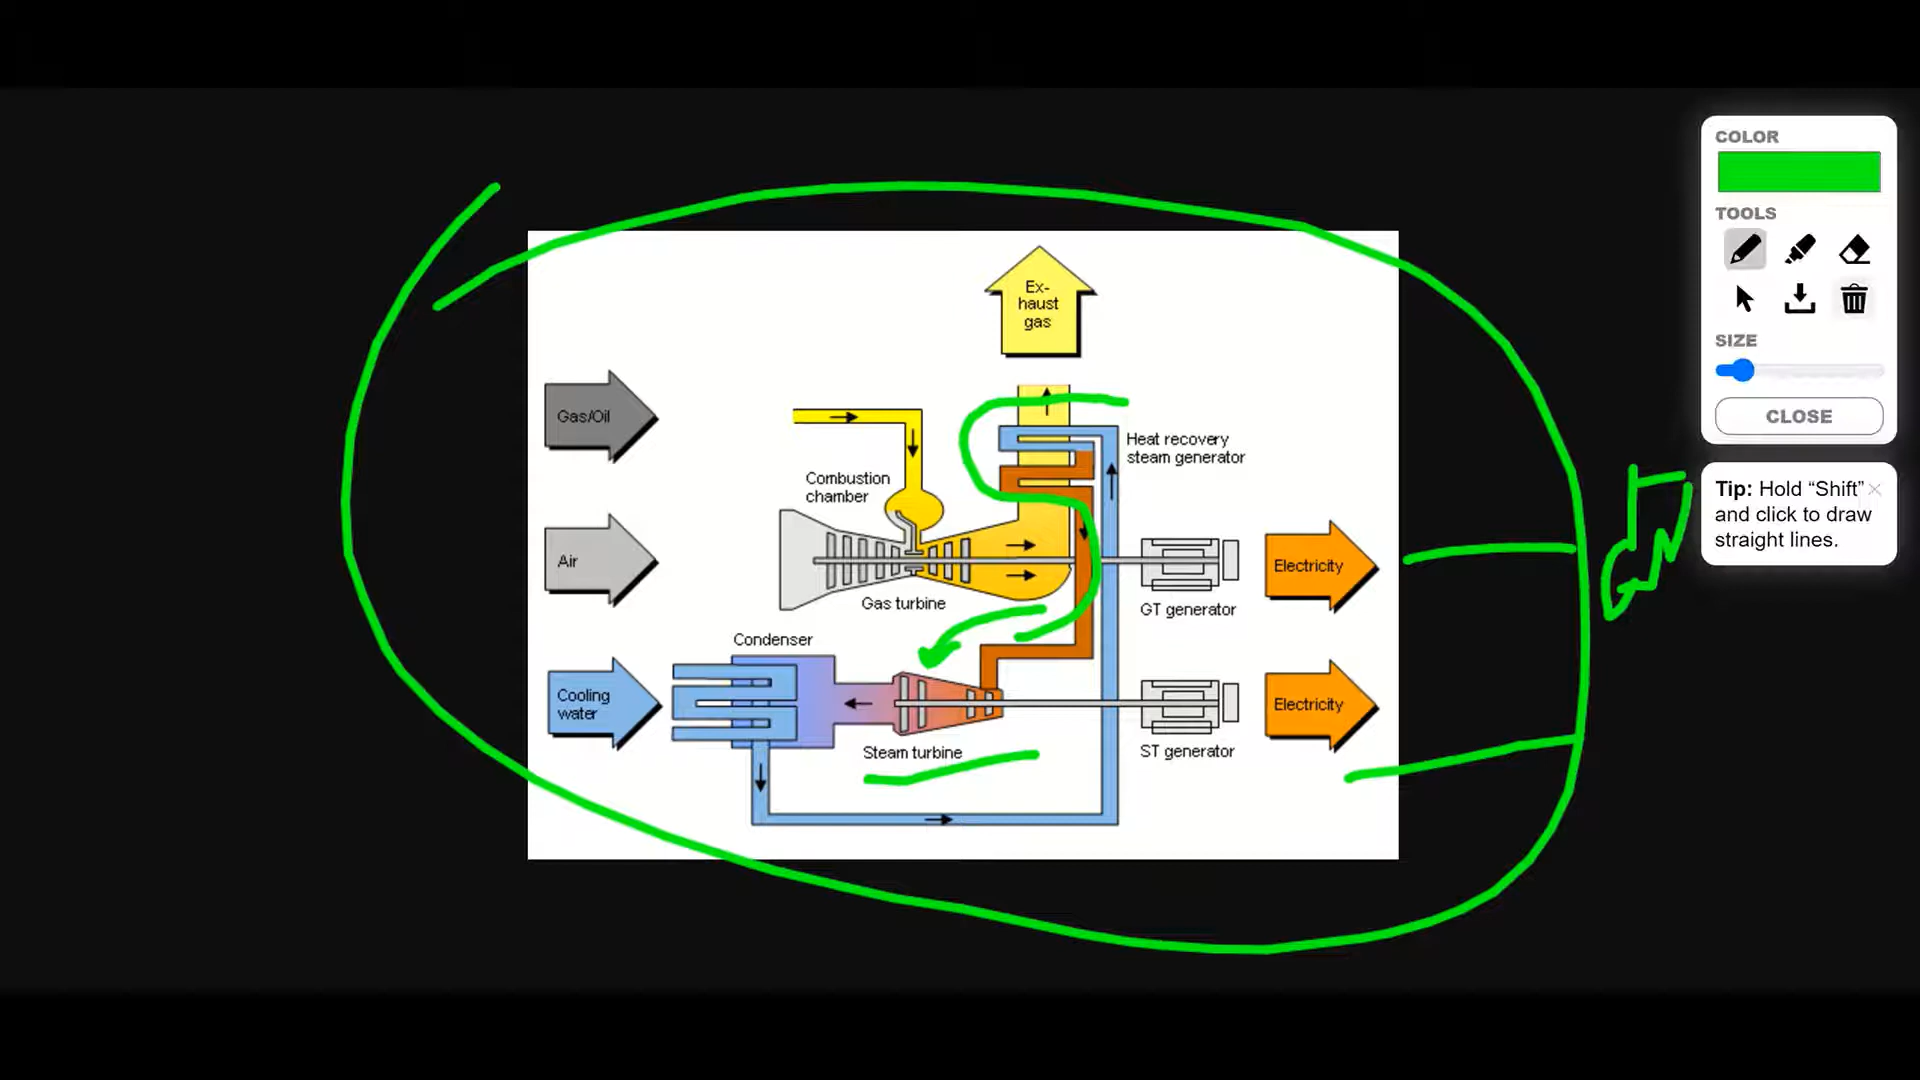 Ex-
haust
gas
Gas/Oil
Heat recovery
steam generator
Combustion
chamber
Air
Electricity
Gas turbine
GT generator
Condenser
Cooling
water
Electricity
Steam turbine
ST generator
COLOR
TOOLS
SIZE
CLOSE
Tip: Hold “Shift”
and click to draw
straight lines.